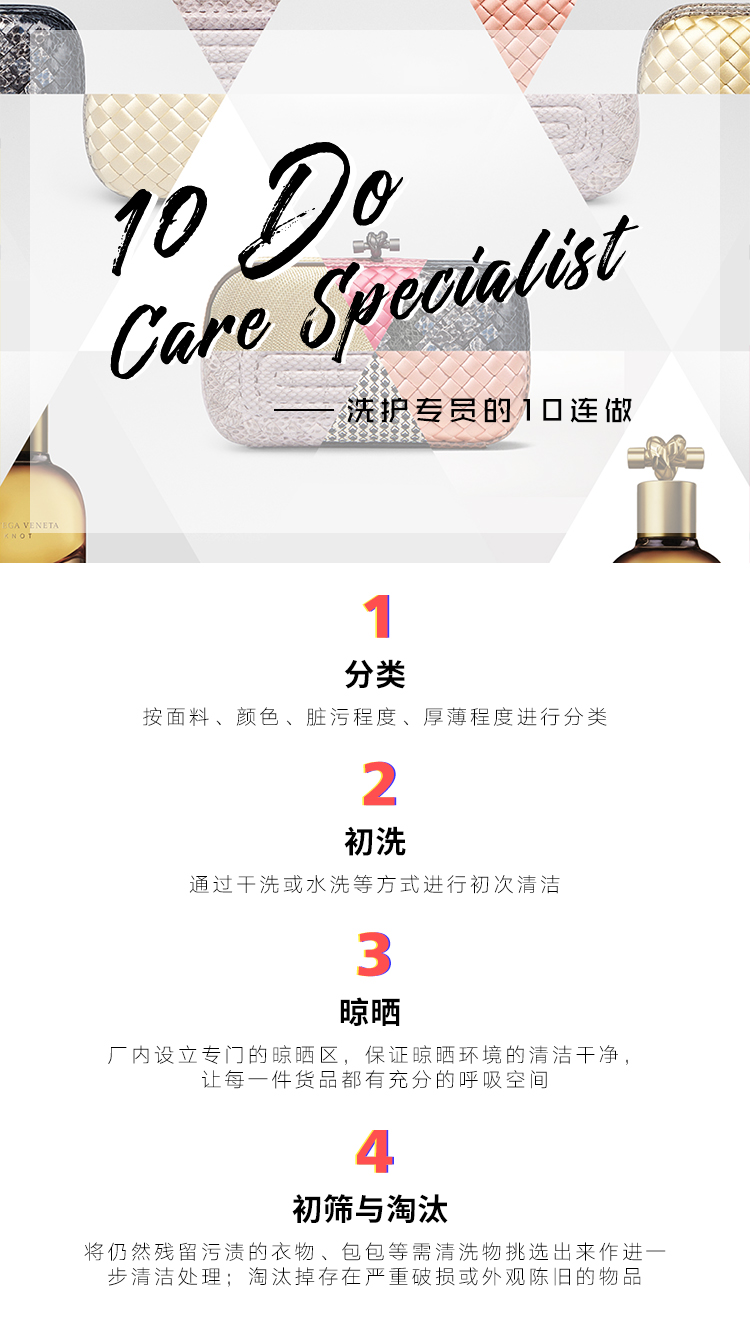 10 Do
Care Specialist
——洗护专员的10连做
EGA VENETA
NOT
1
分类
按面料、颜色、脏污程度、厚薄程度进行分类
2
初洗
通过干洗或水洗等方式进行初次清洁
3
晾晒
厂内设立专门的晾晒区，保证晾晒环境的清洁干净，
让每一件货品都有充分的呼吸空间
4
初筛与淘汰
将仍然残留污渍的衣物、包包等需清洗物挑选出来作进一
步清洁处理；淘汰掉存在严重破损或外观陈旧的物品